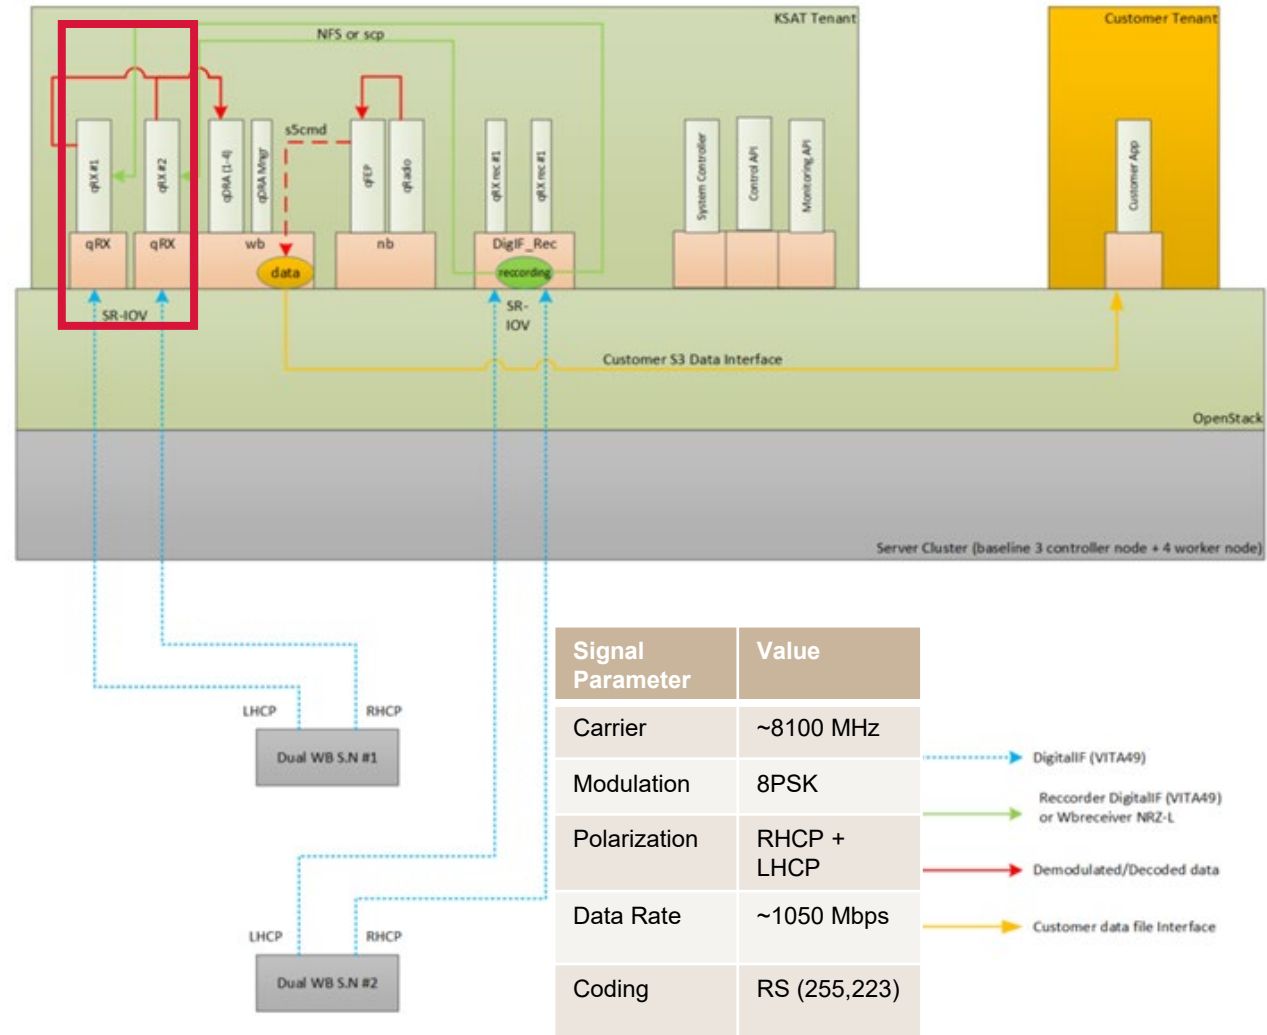 KSAT Tenant
Customer Tenant
NFS or scp
s5cmd
qRX #1
qRX #2
qDRA (1-4)
qDRA Mngr
qFEP
qRadio
qRX rec #1
qRX rec #1
System Controller
Control API
Monitoring API
Customer App
qRX
qRX
wb
nb
DigIF_Rec
data
reccording
SR-IOV
SR-
IOV
Customer S3 Data Interface
OpenStack
Server Cluster (baseline 3 controller node + 4 worker node)
LHCP
RHCP
Dual WB S.N #1
LHCP
RHCP
Dual WB S.N #2
Signal
Parameter
Value
Carrier
~8100 MHz
Modulation
8PSK
Polarization
RHCP +
LHCP
Data Rate
~1050 Mbps
Coding
RS (255,223)
DigitalIF (VITA49)
Reccorder DigitalIF (VITA49)
or Wbreceiver NRZ-L
Demodulated/Decoded data
Customer data file Interface